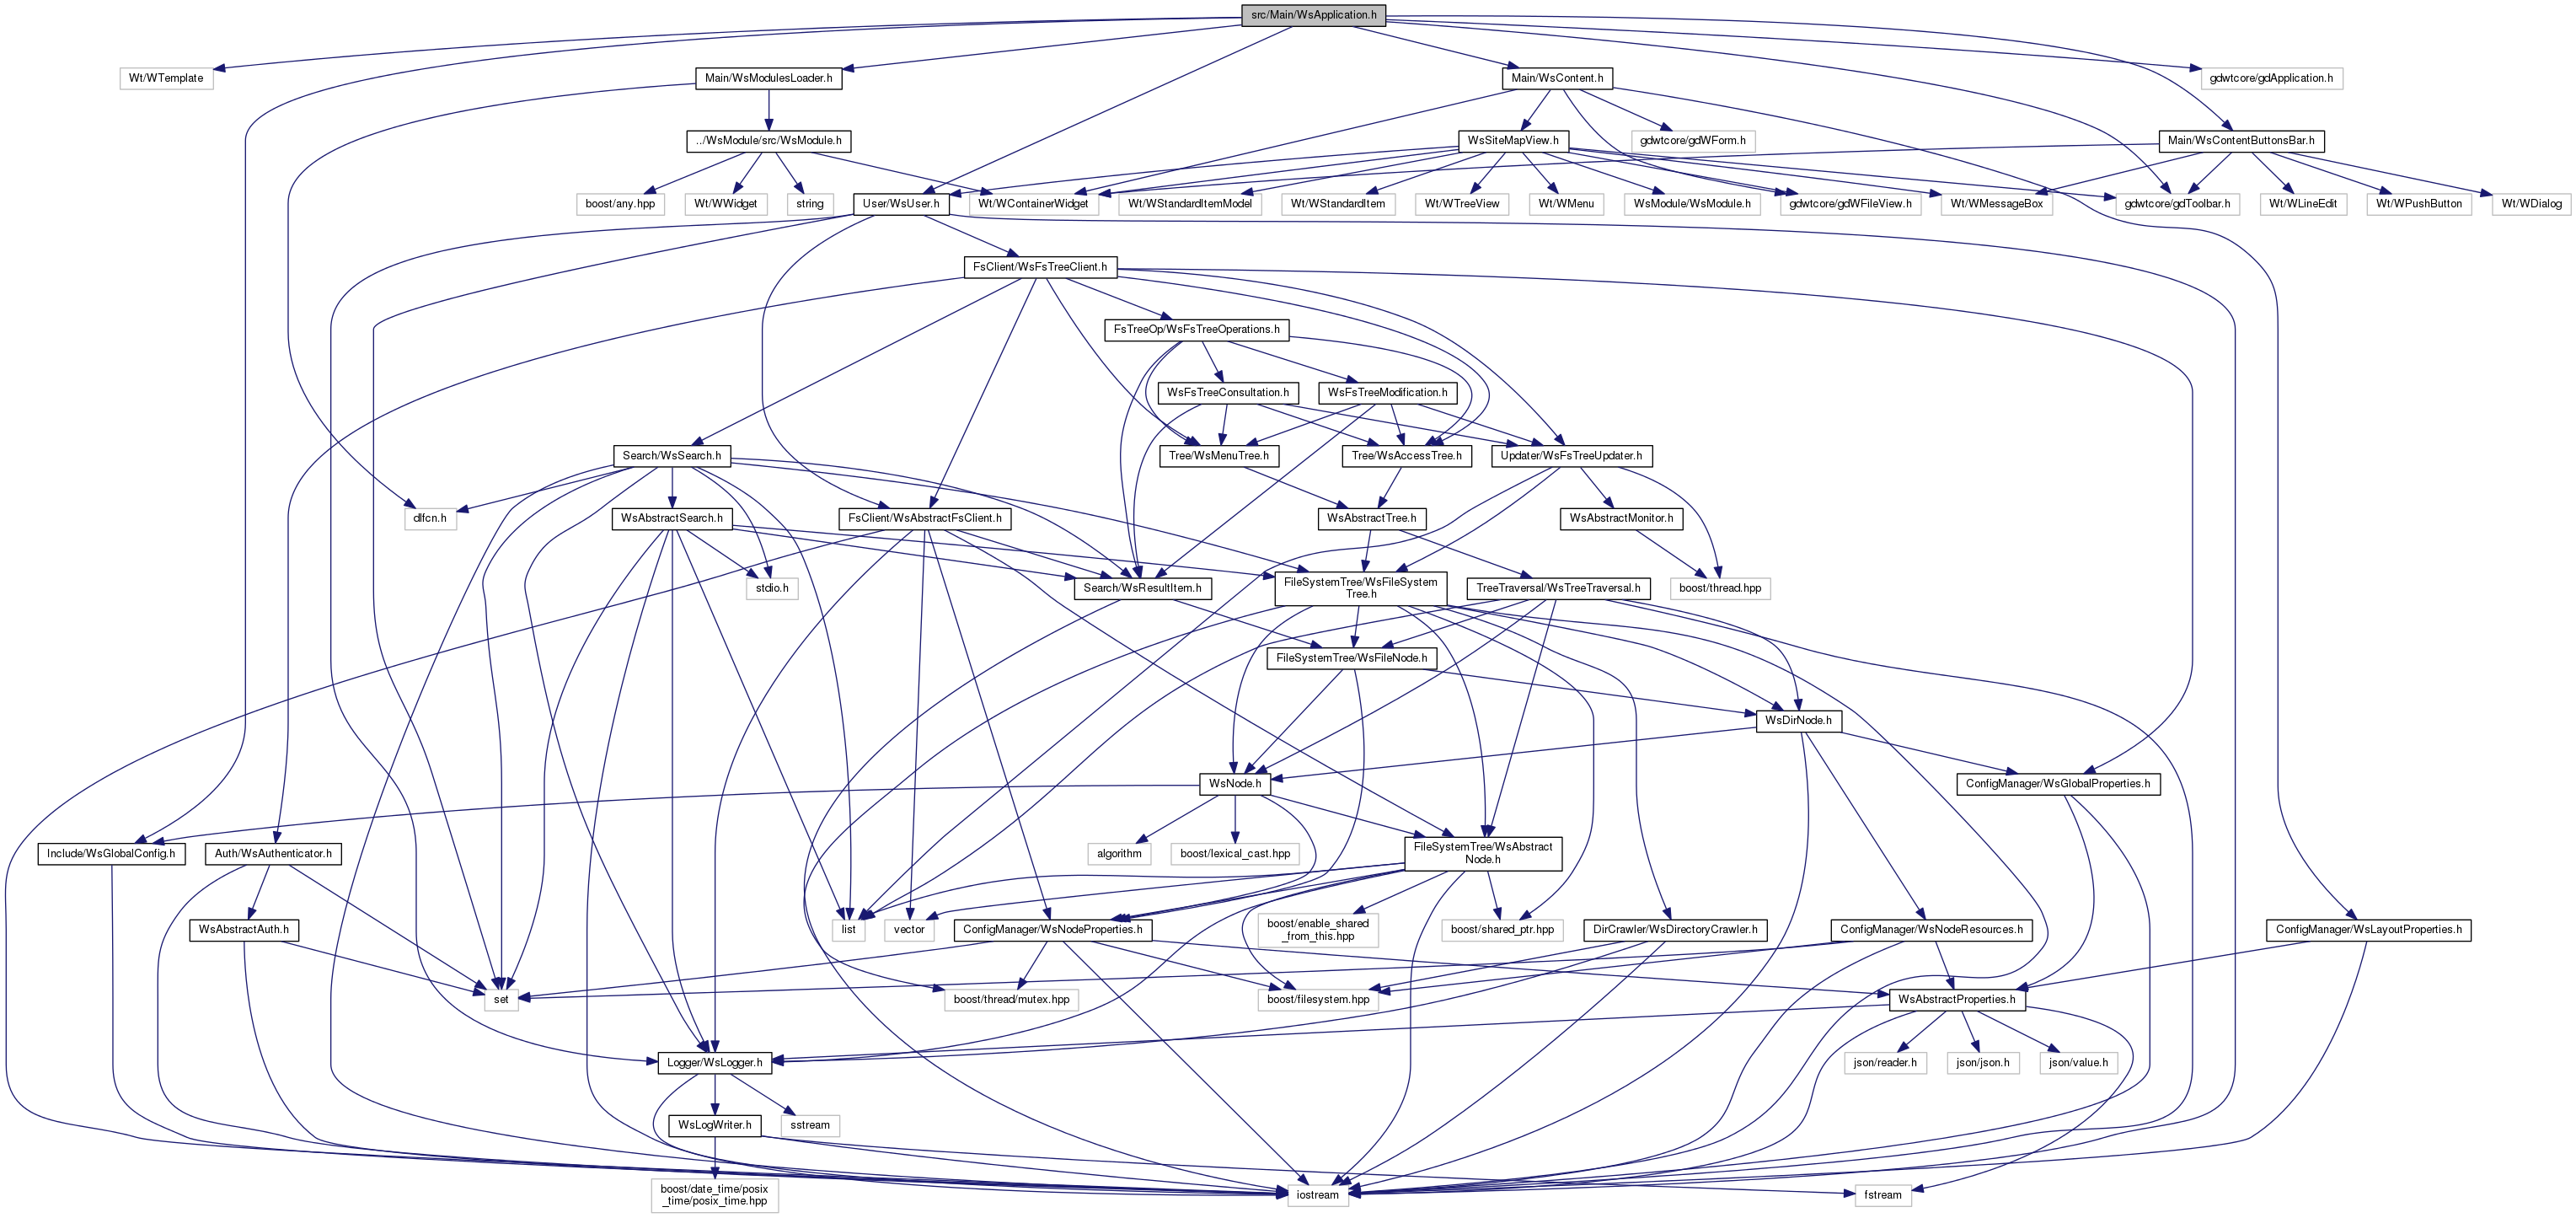 src/Main/WsApplication.h
Wt/WTemplate
Main/WsModulesLoader.h
Main/WsContent.h
gdwtcore/gdApplication.h
../WsModule/src/WsModule.h
WsSiteMapView.h
gdwtcore/gdWForm.h
Main/WsContentButtonsBar.h
boost/any.hpp
Wt/WWidget
string
User/WsUser.h
Wt/WContainerWidget
Wt/WStandardItemModel
Wt/WStandardItem
Wt/WTreeView
Wt/WMenu
WsModule/WsModule.h
gdwtcore/gdWFileView.h
Wt/WMessageBox
gdwtcore/gdToolbar.h
Wt/WLineEdit
Wt/WPushButton
Wt/WDialog
FsClient/WsFsTreeClient.h
FsTreeOp/WsFsTreeOperations.h
WsFsTreeConsultation.h
WsFsTreeModification.h
Search/WsSearch.h
Tree/WsMenuTree.h
Tree/WsAccessTree.h
Updater/WsFsTreeUpdater.h
dlfcn.h
WsAbstractSearch.h
FsClient/WsAbstractFsClient.h
WsAbstractTree.h
WsAbstractMonitor.h
stdio.h
Search/WsResultItem.h
FileSystemTree/WsFileSystem
Tree.h
TreeTraversal/WsTreeTraversal.h
boost/thread.hpp
FileSystemTree/WsFileNode.h
WsDirNode.h
WsNode.h
ConfigManager/WsGlobalProperties.h
Include/WsGlobalConfig.h
Auth/WsAuthenticator.h
algorithm
boost/lexical_cast.hpp
FileSystemTree/WsAbstract
Node.h
WsAbstractAuth.h
list
vector
ConfigManager/WsNodeProperties.h
boost/enable_shared
_from_this.hpp
boost/shared_ptr.hpp
DirCrawler/WsDirectoryCrawler.h
ConfigManager/WsNodeResources.h
ConfigManager/WsLayoutProperties.h
set
boost/thread/mutex.hpp
boost/filesystem.hpp
WsAbstractProperties.h
Logger/WsLogger.h
json/reader.h
json/json.h
json/value.h
WsLogWriter.h
sstream
boost/date_time/posix
_time/posix_time.hpp
iostream
fstream